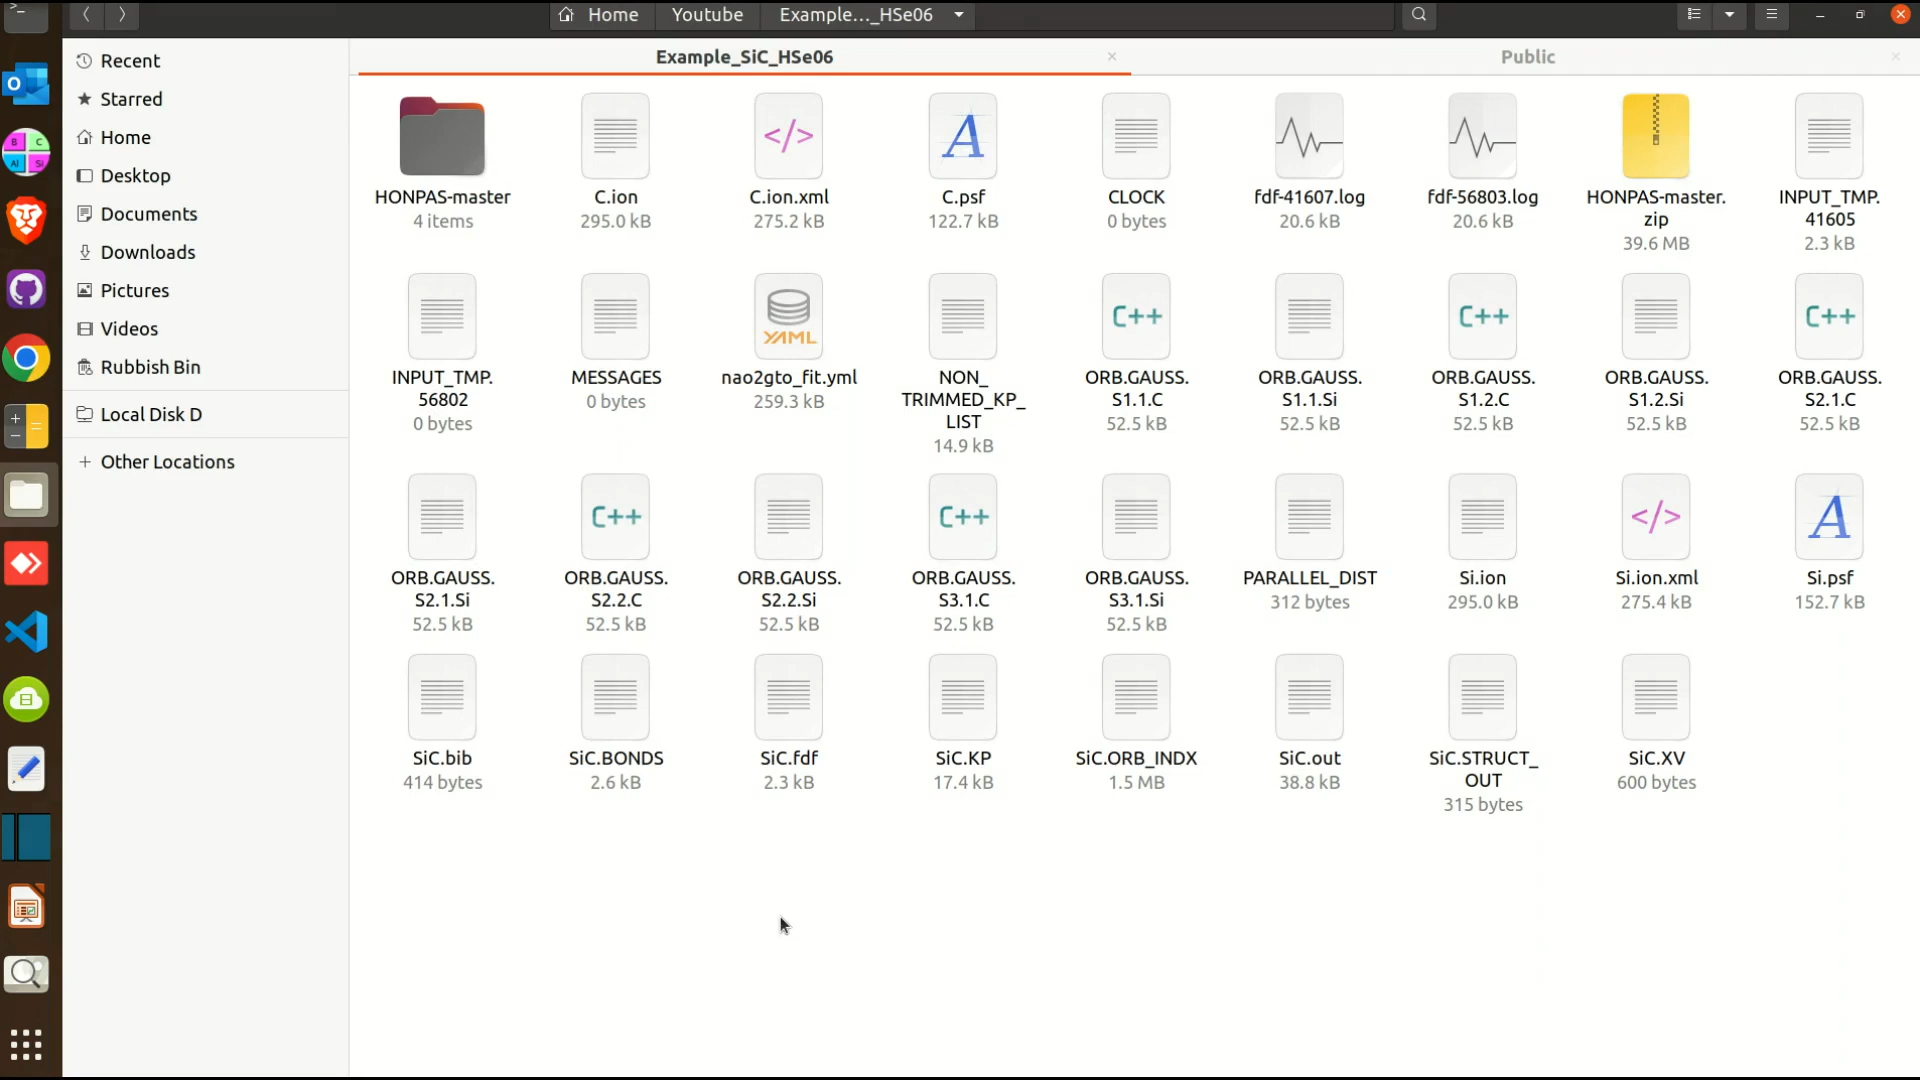 Home
Youtube
Example..._HSe06
Example_SiC_HSe06
Public
Recent
Starred
Home
Desktop
Documents
Downloads
Pictures
Videos
Rubbish Bin
Local Disk D
Other Locations
HONPAS-master
4 items
C.ion
295.0 kB
</>
C.ion.xml
275.2 kB
A
C.psf
122.7 kB
CLOCK
0 bytes
fdf-41607.log
20.6 kB
fdf-56803.log
20.6 kB
HONPAS-master.
zip
39.6 MB
INPUT_TMP.
41605
2.3 kB
INPUT_TMP.
56802
0 bytes
MESSAGES
0 bytes
YAML
nao2gto_fit.yml
259.3 kB
NON_
TRIMMED_KP_
LIST
14.9 kB
C++
ORB.GAUSS.
S1.1.C
52.5 kB
ORB.GAUSS.
S1.1.Si
52.5 kB
C++
ORB.GAUSS.
S1.2.C
52.5 kB
ORB.GAUSS.
S1.2.Si
52.5 kB
C++
ORB.GAUSS.
S2.1.C
52.5 kB
ORB.GAUSS.
S2.1.Si
52.5 kB
C++
ORB.GAUSS.
S2.2.C
52.5 kB
ORB.GAUSS.
S2.2.Si
52.5 kB
C++
ORB.GAUSS.
S3.1.C
52.5 kB
ORB.GAUSS.
S3.1.Si
52.5 kB
PARALLEL_DIST
312 bytes
Si.ion
295.0 kB
</>
Si.ion.xml
275.4 kB
A
Si.psf
152.7 kB
SiC.bib
414 bytes
SiC.BONDS
2.6 kB
SiC.fdf
2.3 kB
SiC.KP
17.4 kB
SiC.ORB_INDX
1.5 MB
SiC.out
38.8 kB
SiC.STRUCT_
OUT
315 bytes
SiC.XV
600 bytes